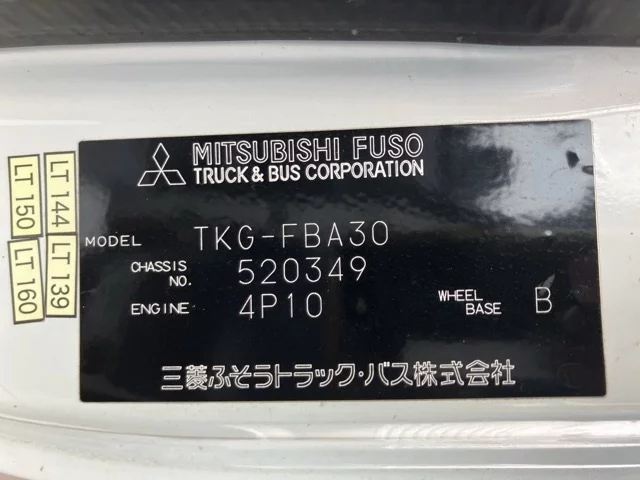 MITSUBISHI FUSO
TRUCK & BUS CORPORATION
MODEL TKG-FBA30
CHASSIS NO. 520349
ENGINE 4P10 WHEEL BASE B
三菱ふそうトラック・バス株式会社
LT 144
LT 150
LT 139
LT 160